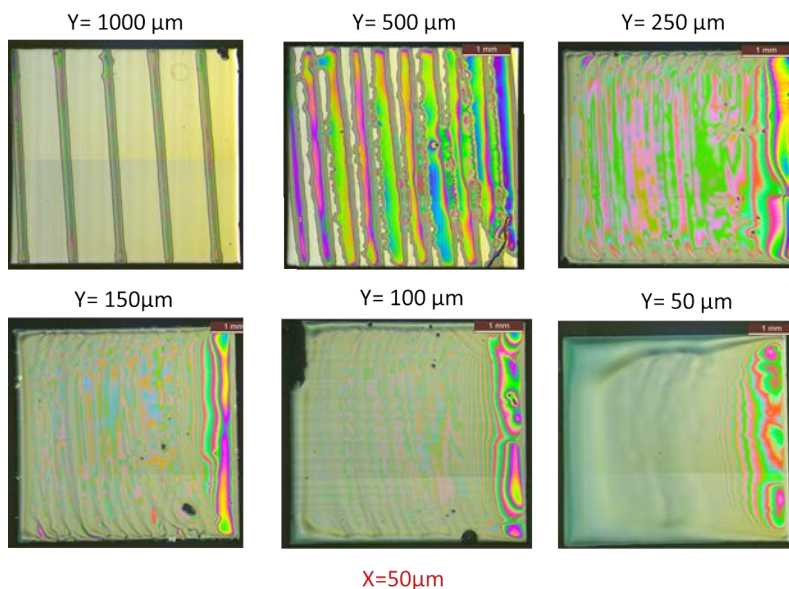 Y= 1000 µm
Y= 500 µm
Y= 250 µm
1 mm
1 mm
Y= 150µm
Y= 100 µm
Y= 50 µm
1 mm
1 mm
1 mm
X=50µm